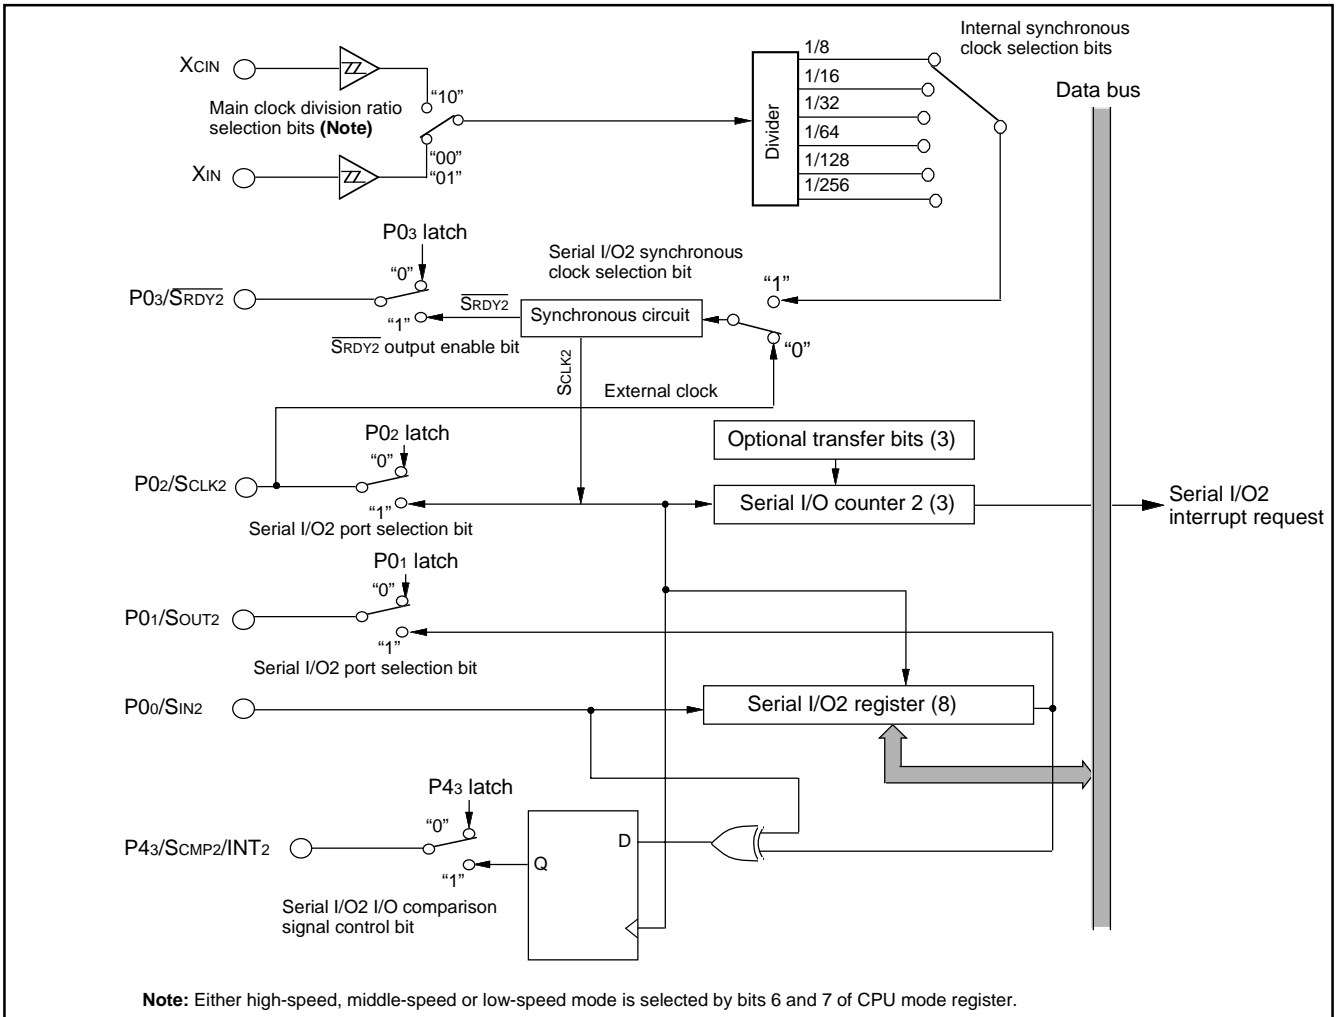 Internal synchronous
clock selection bits
XCIN
1/8
1/16
1/32
1/64
1/128
1/256
Divider
Data bus
"10"
Main clock division ratio
selection bits (Note)
"00"
"01"
XIN
P03 latch
"0"
P03/SRDY2
"1"
SRDY2
SRDY2 output enable bit
Serial I/O2 synchronous
clock selection bit
Synchronous circuit
"1"
"0"
SCLK2
External clock
P02 latch
"0"
P02/SCLK2
"1"
Serial I/O2 port selection bit
Optional transfer bits (3)
Serial I/O counter 2 (3)
Serial I/O2
interrupt request
P01 latch
"0"
P01/SOUT2
"1"
Serial I/O2 port selection bit
P00/SIN2
Serial I/O2 register (8)
P43 latch
"0"
P43/SCMP2/INT2
"1"
Serial I/O2 I/O comparison
signal control bit
D
Q
Note: Either high-speed, middle-speed or low-speed mode is selected by bits 6 and 7 of CPU mode register.